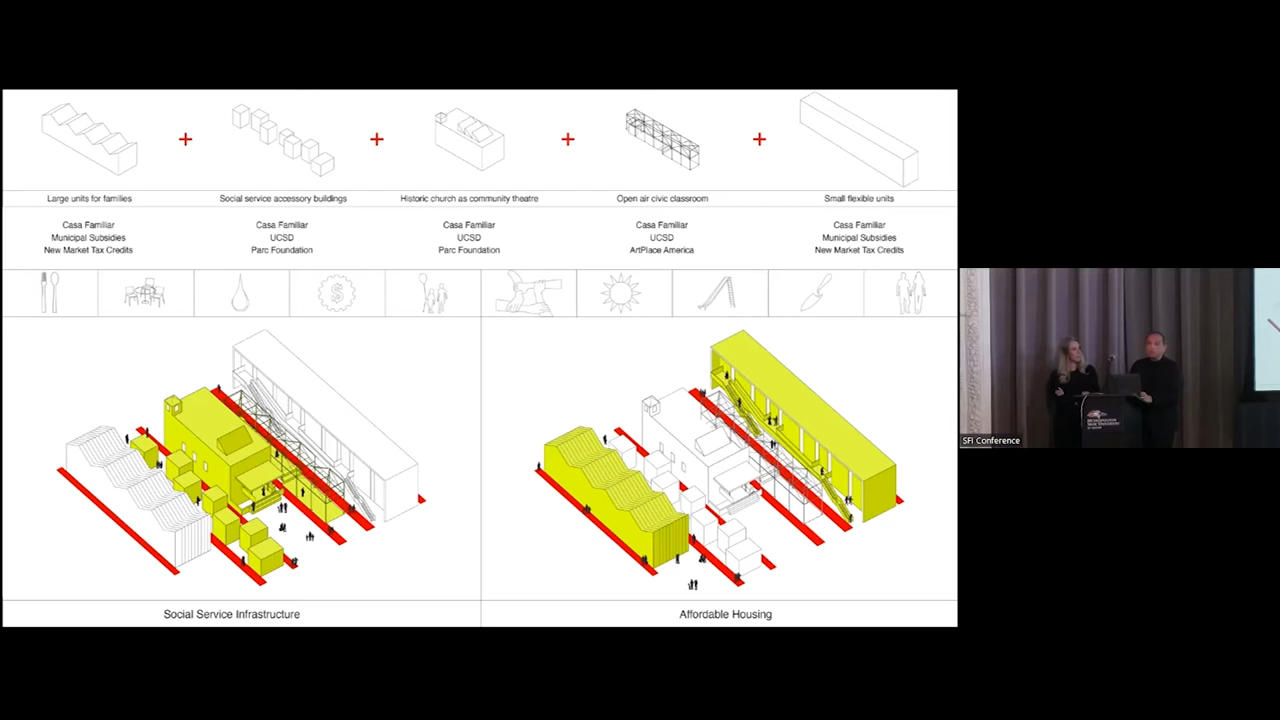 Large units for families
Social service accessory buildings
Historic church as community theatre
Open air civic classroom
Small flexible units
Casa Familiar
Municipal Subsidies
New Market Tax Credits
Casa Familiar
UCSD
Parc Foundation
Casa Familiar
UCSD
Parc Foundation
Casa Familiar
UCSD
ArtPlace America
Casa Familiar
Municipal Subsidies
New Market Tax Credits
$
Social Service Infrastructure
Affordable Housing
SFI Conference
METROPOLITAN
STATE UNIVERSITY